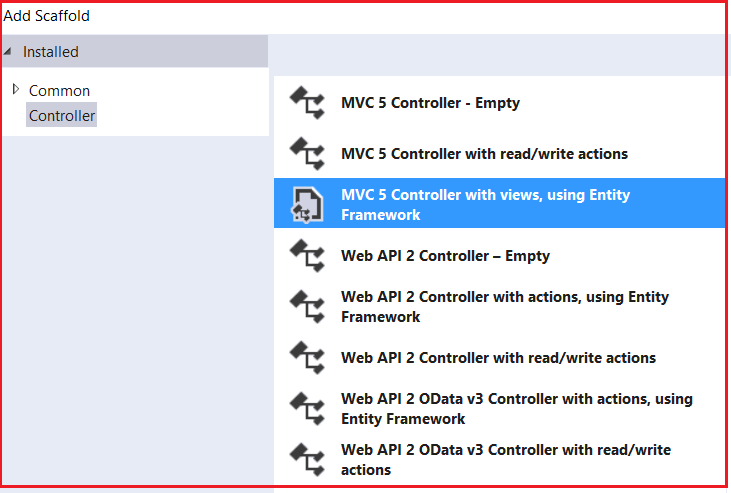 Add Scaffold
Installed
Common
Controller
MVC 5 Controller - Empty
MVC 5 Controller with read/write actions
MVC 5 Controller with views, using Entity
Framework
Web API 2 Controller – Empty
Web API 2 Controller with actions, using Entity
Framework
Web API 2 Controller with read/write actions
Web API 2 OData v3 Controller with actions, using
Entity Framework
Web API 2 OData v3 Controller with read/write
actions